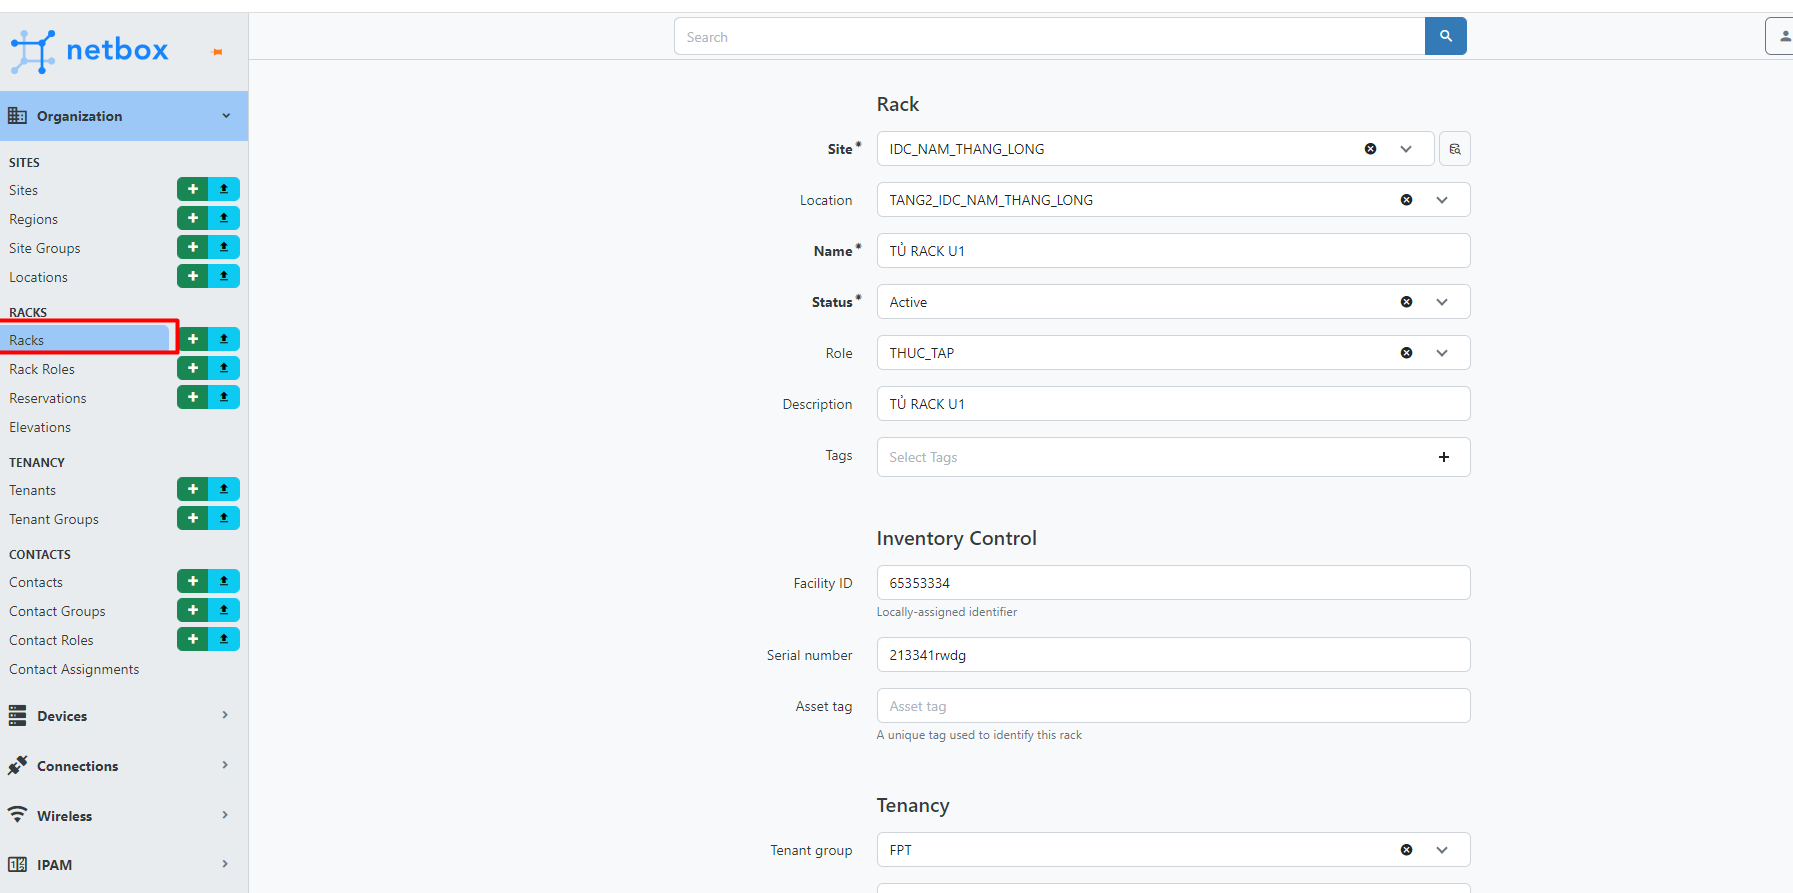 netbox
Search
Organization
SITES
Sites
Regions
Site Groups
Locations
RACKS
Racks
Rack Roles
Reservations
Elevations
TENANCY
Tenants
Tenant Groups
CONTACTS
Contacts
Contact Groups
Contact Roles
Contact Assignments
Devices
Connections
Wireless
IPAM
Rack
Site* IDC_NAM_THANG_LONG
Location TANG2_IDC_NAM_THANG_LONG
Name* TỦ RACK U1
Status* Active
Role THUC_TAP
Description TỦ RACK U1
Tags Select Tags
Inventory Control
Facility ID 65353334
Locally-assigned identifier
Serial number 213341rwdg
Asset tag Asset tag
A unique tag used to identify this rack
Tenancy
Tenant group FPT